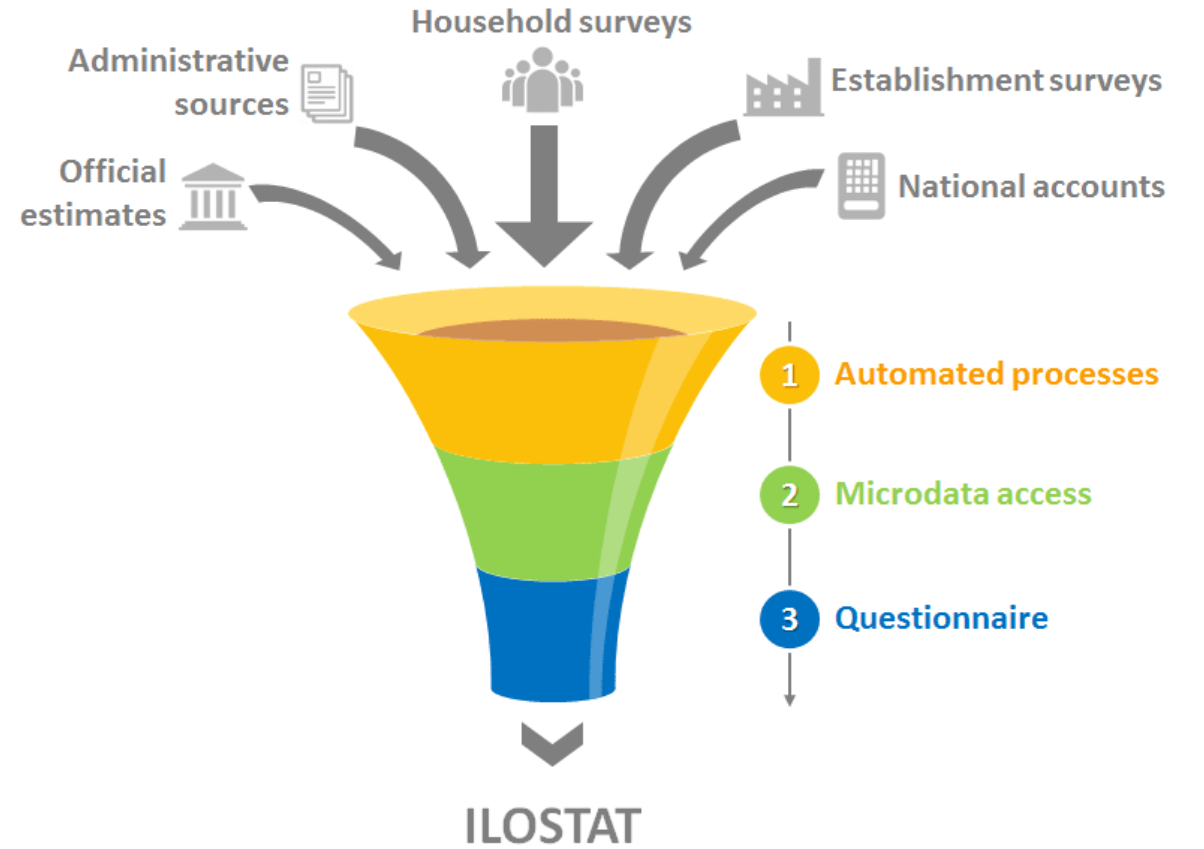 Household surveys
Administrative
sources
Establishment surveys
Official
estimates
National accounts
1 Automated processes
2 Microdata access
3 Questionnaire
ILOSTAT